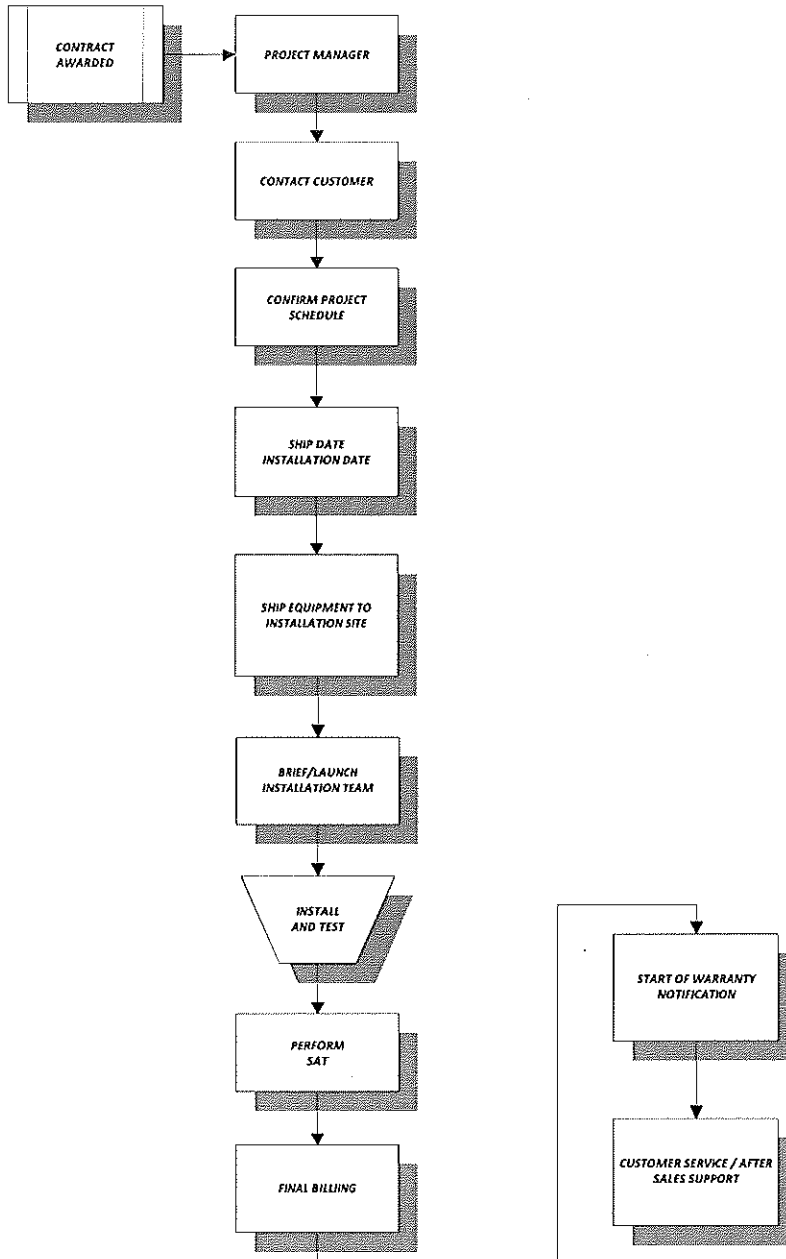 CONTRACT
AWARDED
PROJECT MANAGER
CONTACT CUSTOMER
CONFIRM PROJECT
SCHEDULE
SHIP DATE
INSTALLATION DATE
SHIP EQUIPMENT TO
INSTALLATION SITE
BRIEF/LAUNCH
INSTALLATION TEAM
INSTALL
AND TEST
PERFORM
SAT
FINAL BILLIING
START OF WARRANTY
NOTIFICATION
CUSTOMER SERVICE / AFTER
SALES SUPPORT